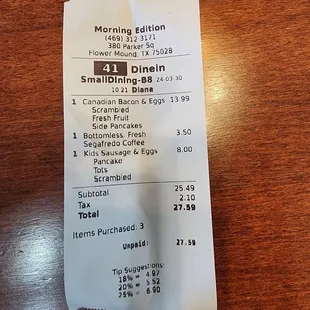 Morning Edition
(469) 312 3171
380 Parker Sq
Flower Mound, TX 75028
41 Dinein
SmallDining-B8 24-03-30
10:21 Diana
1 Canadian Bacon & Eggs 13.99
Scrambled
Fresh Fruit
Side Pancakes
1 Bottomless, Fresh 3.50
Segafredo Coffee
1 Kids Sausage & Eggs 8.00
Pancake
Tots
Scrambled
Subtotal 25.49
Tax 2.10
Total 27.59
Items Purchased: 3
Unpaid: 27.59
Tip Suggestions:
18% = 4.97
20% = 5.52
25% = 6.90